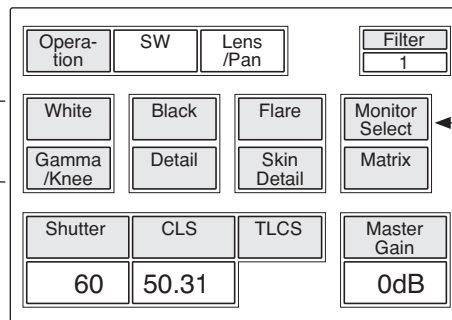 Opera-
tion
SW
Lens
/Pan
Filter
1
White
Black
Flare
Monitor
Select
Gamma
/Knee
Detail
Skin
Detail
Matrix
Shutter
CLS
TLCS
Master
Gain
60
50.31
0dB